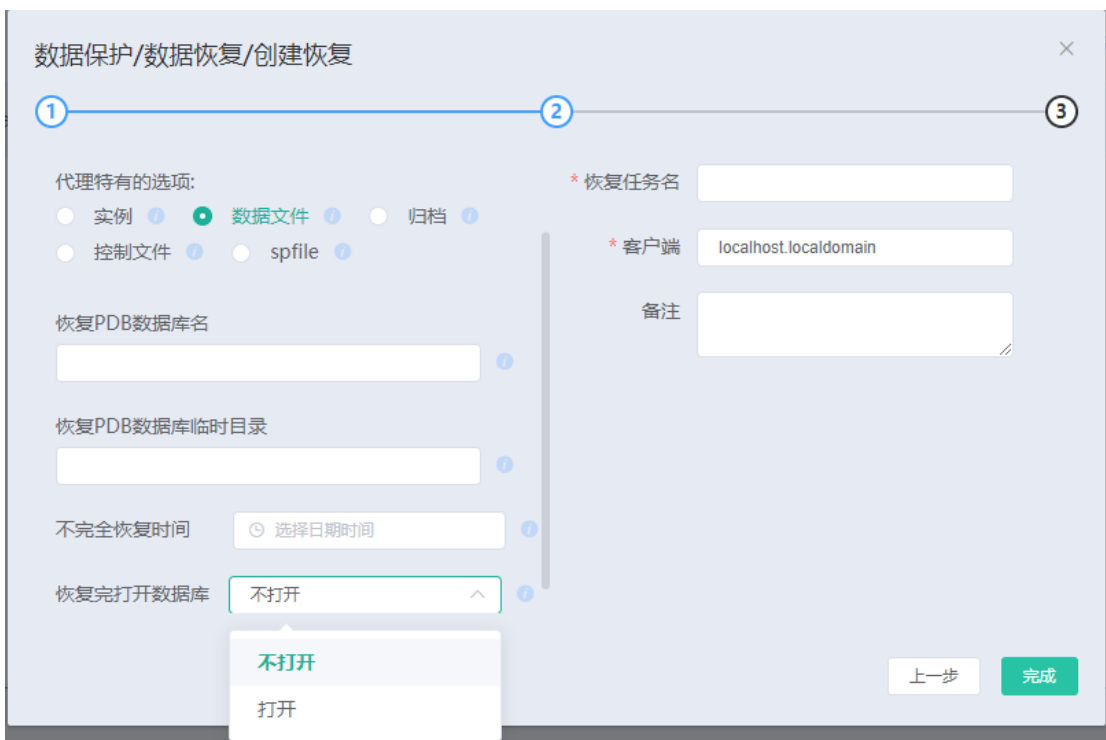 数据保护/数据恢复/创建恢复
1 2 3
代理特有的选项:
实例 数据文件 归档
控制文件 spfile
恢复PDB数据库名
恢复PDB数据库临时目录
不完全恢复时间 选择日期时间
恢复完打开数据库 不打开
不打开
打开
* 恢复任务名
* 客户端 localhost.localdomain
备注
上一步 完成